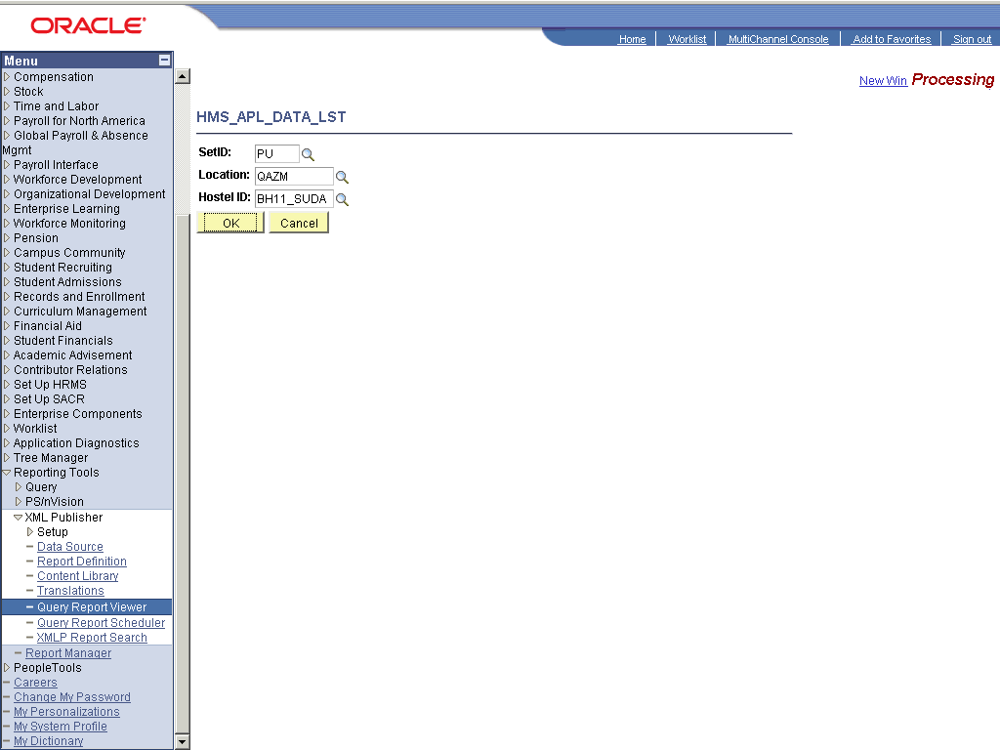 ORACLE
Home Worklist MultiChannel Console Add to Favorites Sign out
New Win Processing
Menu
Compensation
Stock
Time and Labor
Payroll for North America
Global Payroll & Absence
Mgmt
Payroll Interface
Workforce Development
Organizational Development
Enterprise Learning
Workforce Monitoring
Pension
Campus Community
Student Recruiting
Student Admissions
Records and Enrollment
Curriculum Management
Financial Aid
Student Financials
Academic Advisement
Contributor Relations
Set Up HRMS
Set Up SACR
Enterprise Components
Worklist
Application Diagnostics
Tree Manager
Reporting Tools
Query
PS/nVision
XML Publisher
Setup
Data Source
Report Definition
Content Library
Translations
Query Report Viewer
Query Report Scheduler
XMLP Report Search
Report Manager
PeopleTools
Careers
Change My Password
My Personalizations
My System Profile
My Dictionary
HMS_APL_DATA_LST
SetID: PU
Location: QAZM
Hostel ID: BH11_SUDA
OK Cancel